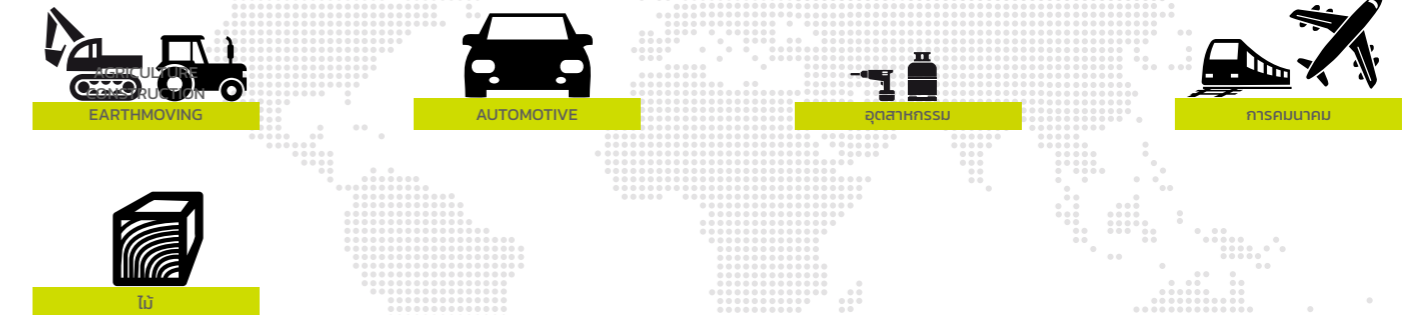 AGRICULTURE
CONSTRUCTION
EARTHMOVING
AUTOMOTIVE
อุตสาหกรรม
การคมนาคม
ไม้